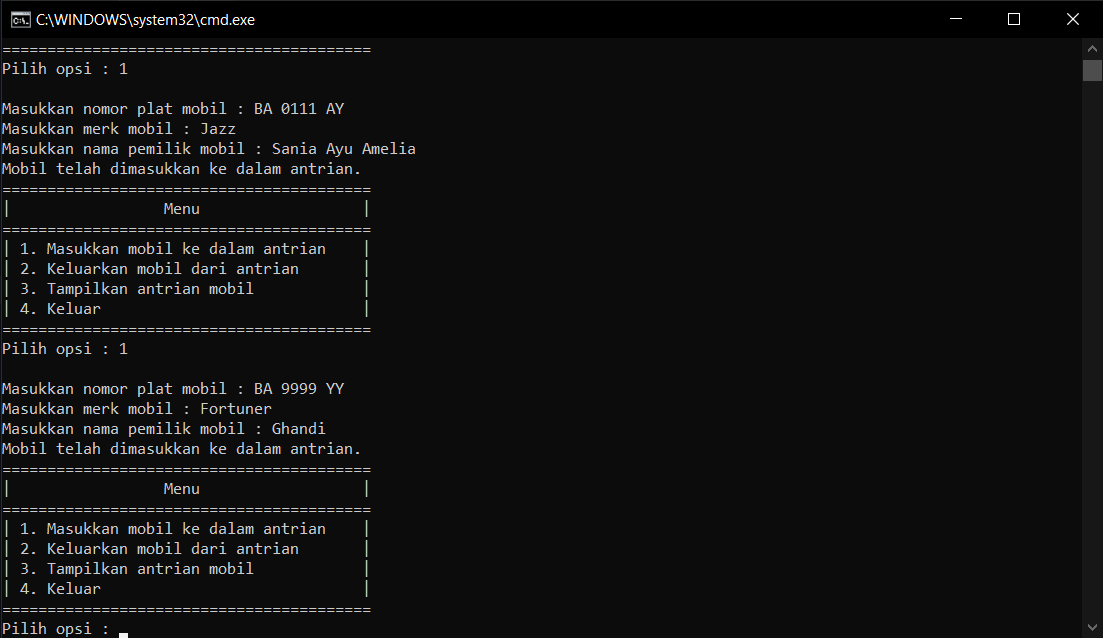 C:\WINDOWS\system32\cmd.exe
=========================================
Pilih opsi : 1
Masukkan nomor plat mobil : BA 0111 AY
Masukkan merk mobil : Jazz
Masukkan nama pemilik mobil : Sania Ayu Amelia
Mobil telah dimasukkan ke dalam antrian.
=========================================
|                 Menu                  |
=========================================
| 1. Masukkan mobil ke dalam antrian    |
| 2. Keluarkan mobil dari antrian       |
| 3. Tampilkan antrian mobil            |
| 4. Keluar                             |
=========================================
Pilih opsi : 1
Masukkan nomor plat mobil : BA 9999 YY
Masukkan merk mobil : Fortuner
Masukkan nama pemilik mobil : Ghandi
Mobil telah dimasukkan ke dalam antrian.
=========================================
|                 Menu                  |
=========================================
| 1. Masukkan mobil ke dalam antrian    |
| 2. Keluarkan mobil dari antrian       |
| 3. Tampilkan antrian mobil            |
| 4. Keluar                             |
=========================================
Pilih opsi :